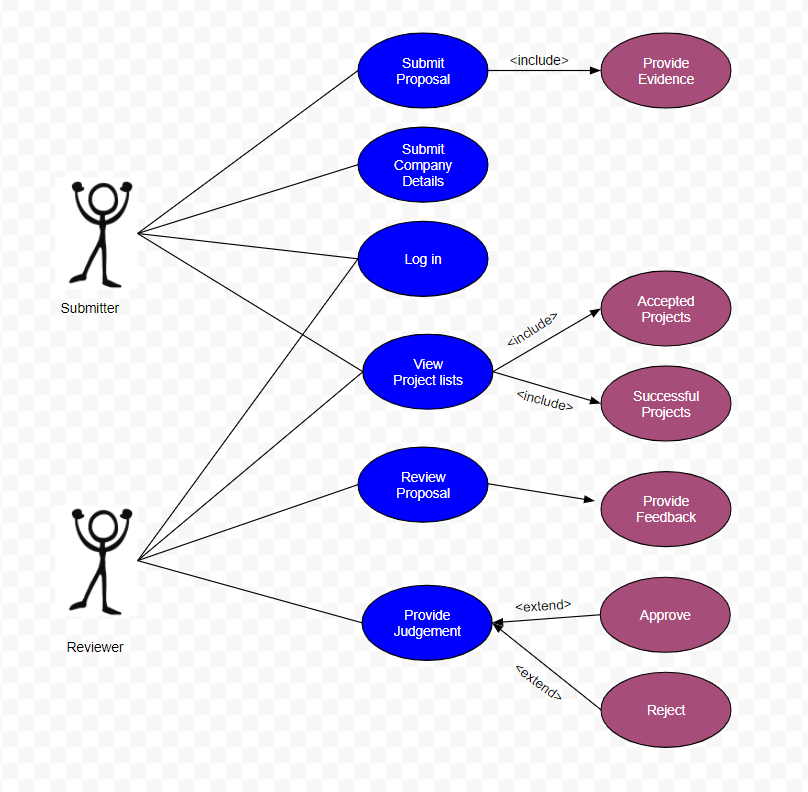 Submit
Proposal
<include>
Provide
Evidence
Submit
Company
Details
Submitter
Log in
View
Project lists
<include>
Accepted
Projects
<include>
Successful
Projects
Review
Proposal
Provide
Feedback
Reviewer
Provide
Judgement
<extend>
Approve
<extend>
Reject